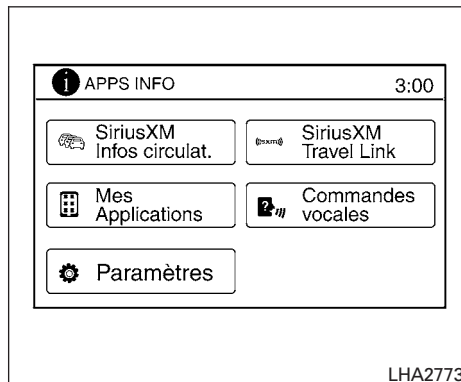 APPS INFO 3:00
SiriusXM
Infos circulat.
SiriusXM
Travel Link
Mes
Applications
Commandes
vocales
Paramètres
LHA2773